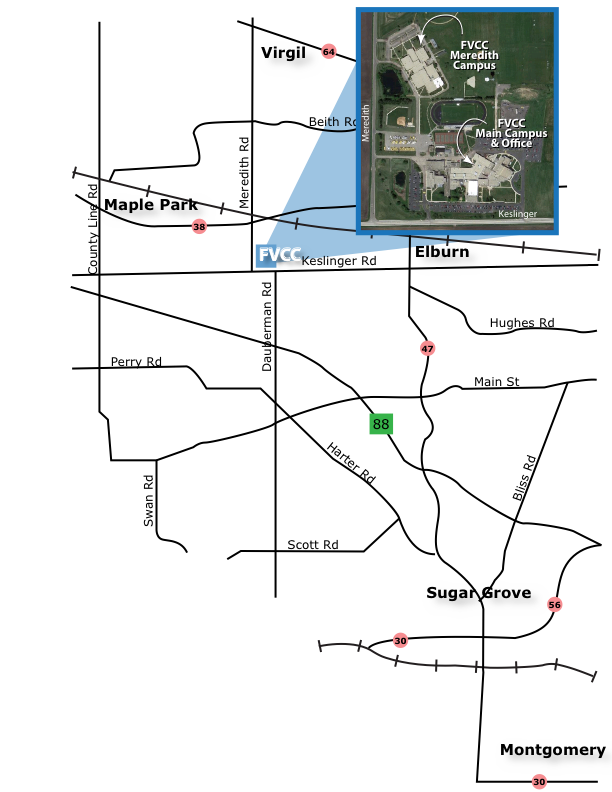 Virgil
64
FVCC
Meredith
Campus
Meredith
FVCC
Main Campus
& Office
Keslinger
Beith Rd
Meredith Rd
County Line Rd
Maple Park
38
FVCC
Keslinger Rd
Elburn
Dauberman Rd
Hughes Rd
47
Perry Rd
Main St
88
Harter Rd
Bliss Rd
Swan Rd
Scott Rd
Sugar Grove
56
30
Montgomery
30